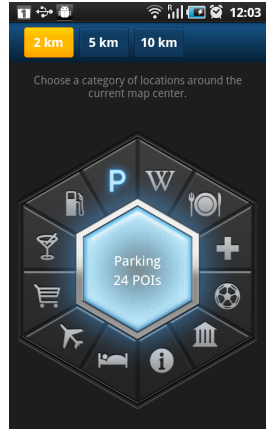 1 R 12:03
2 km 5 km 10 km
Choose a category of locations around the
current map center.
P W
Parking
24 POIs
i